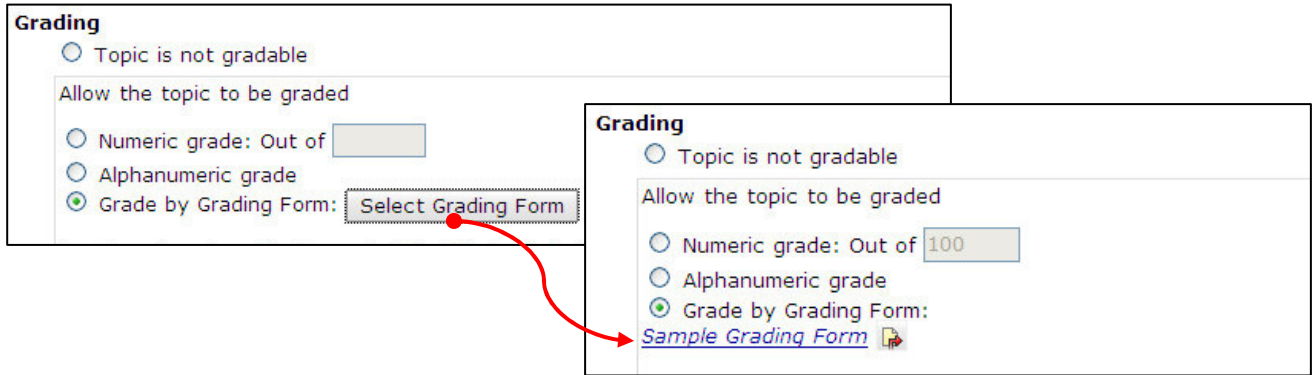 Grading
Topic is not gradable
Allow the topic to be graded
Numeric grade: Out of
Alphanumeric grade
Grade by Grading Form: Select Grading Form
Grading
Topic is not gradable
Allow the topic to be graded
Numeric grade: Out of 100
Alphanumeric grade
Grade by Grading Form:
Sample Grading Form